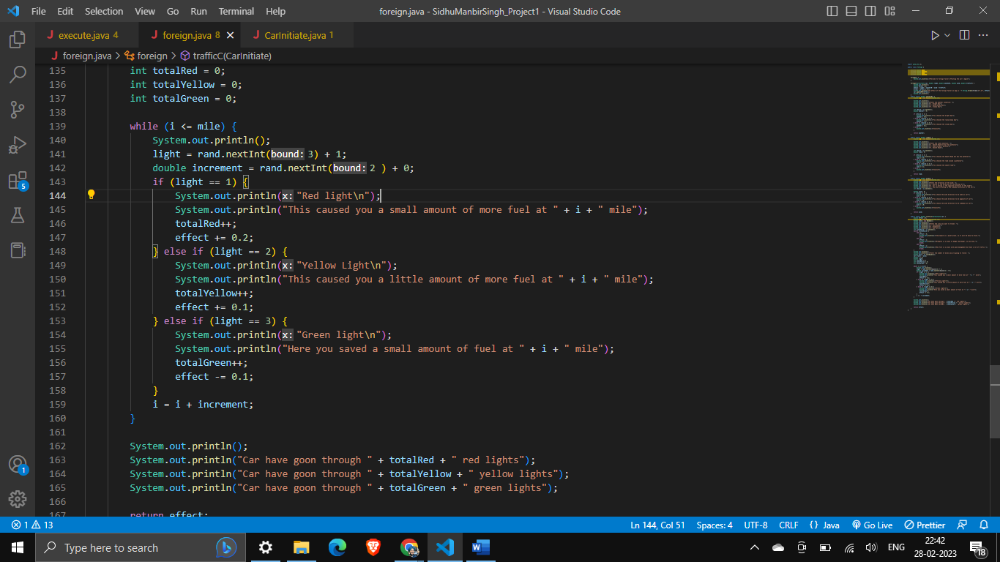 File Edit Selection View Go Run Terminal Help foreign.java - SidhuManbirSingh_Project1 - Visual Studio Code
J execute.java 4 J foreign.java 8 J CarInitiate.java 1
J foreign.java > foreign > trafficC(CarInitiate)
135 int totalRed = 0;
136 int totalYellow = 0;
137 int totalGreen = 0;
138
139 while (i <= mile) {
140 System.out.println();
141 light = rand.nextInt(bound: 3) + 1;
142 double increment = rand.nextInt(bound: 2 ) + 0;
143 if (light == 1) {
144 System.out.println(x: "Red light\n");
145 System.out.println("This caused you a small amount of more fuel at " + i + " mile");
146 totalRed++;
147 effect += 0.2;
148 } else if (light == 2) {
149 System.out.println(x: "Yellow Light\n");
150 System.out.println("This caused you a little amount of more fuel at " + i + " mile");
151 totalYellow++;
152 effect += 0.1;
153 } else if (light == 3) {
154 System.out.println(x: "Green light\n");
155 System.out.println("Here you saved a small amount of fuel at " + i + " mile");
156 totalGreen++;
157 effect -= 0.1;
158 }
159 i = i + increment;
160 }
161
162 System.out.println();
163 System.out.println("Car have goon through " + totalRed + " red lights");
164 System.out.println("Car have goon through " + totalYellow + " yellow lights");
165 System.out.println("Car have goon through " + totalGreen + " green lights");
166
167 return effect;
5
1
1 13 Ln 144, Col 51 Spaces: 4 UTF-8 CRLF {} Java Go Live Prettier
Type here to search ENG 22:42
28-02-2023 18